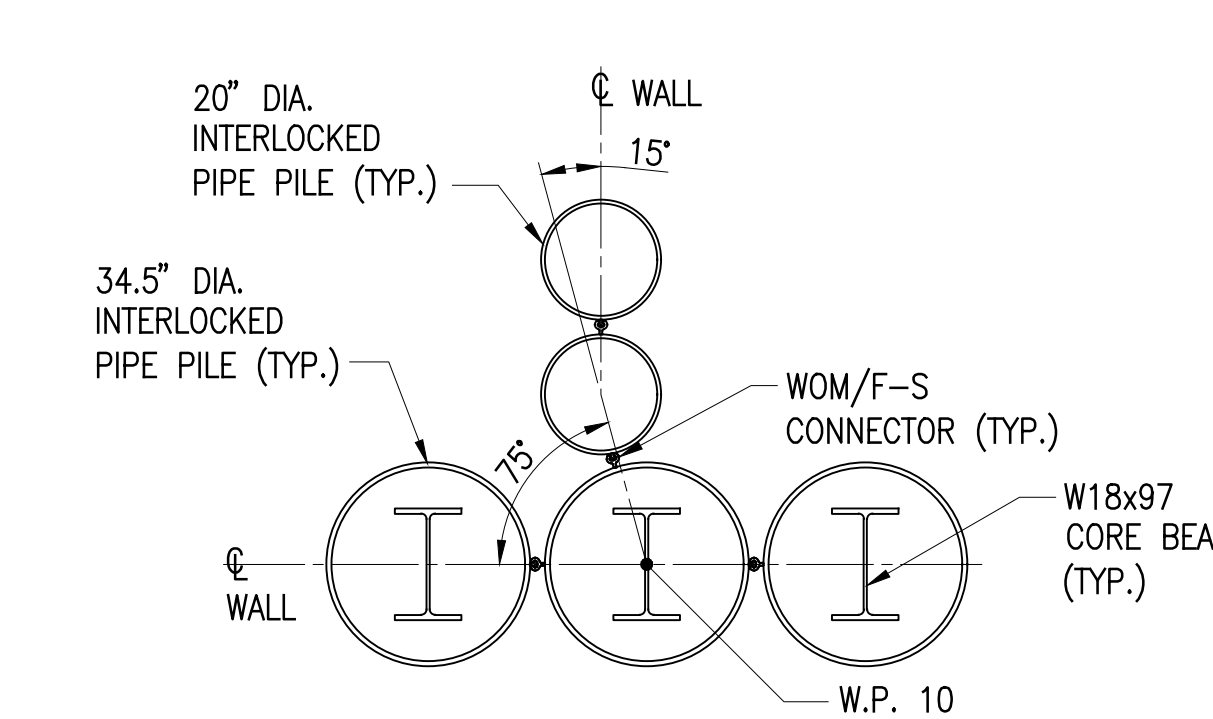 20" DIA.
INTERLOCKED
PIPE PILE (TYP.)
℄ WALL
15°
34.5" DIA.
INTERLOCKED
PIPE PILE (TYP.)
WOM/F-S
CONNECTOR (TYP.)
75°
W18x97
CORE BEA
(TYP.)
℄
WALL
W.P. 10